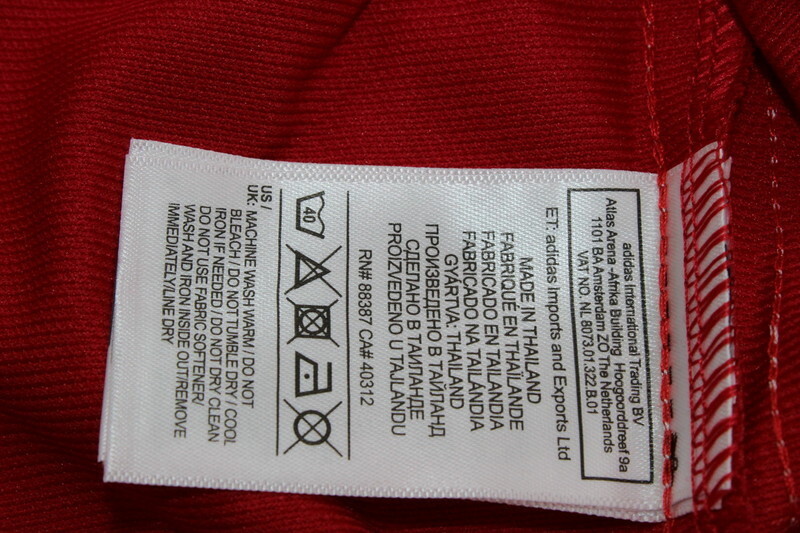 adidas International Trading BV
Atlas Arena -Afrika Building Hoogoorddreef 9a
1101 BA Amsterdam ZO The Netherlands
VAT NO. NL 8073.01.322.B.01
ET: adidas Imports and Exports Ltd
MADE IN THAILAND
FABRIQUÉ EN THAÏLANDE
FABRICADO EN TAILANDIA
FABRICADO NA TAILÂNDIA
GYÁRTVA: THAILAND
ПРОИЗВЕДЕНО В ТАЙЛАНД
СДЕЛАНО В ТАИЛАНДЕ
PROIZVEDENO U TAJLANDU
RN# 88387 CA# 40312
40
US /
UK: MACHINE WASH WARM / DO NOT
BLEACH / DO NOT TUMBLE DRY / COOL
IRON IF NEEDED / DO NOT DRY CLEAN
DO NOT USE FABRIC SOFTENER/
WASH AND IRON INSIDE OUT/REMOVE
IMMEDIATELY/LINE DRY